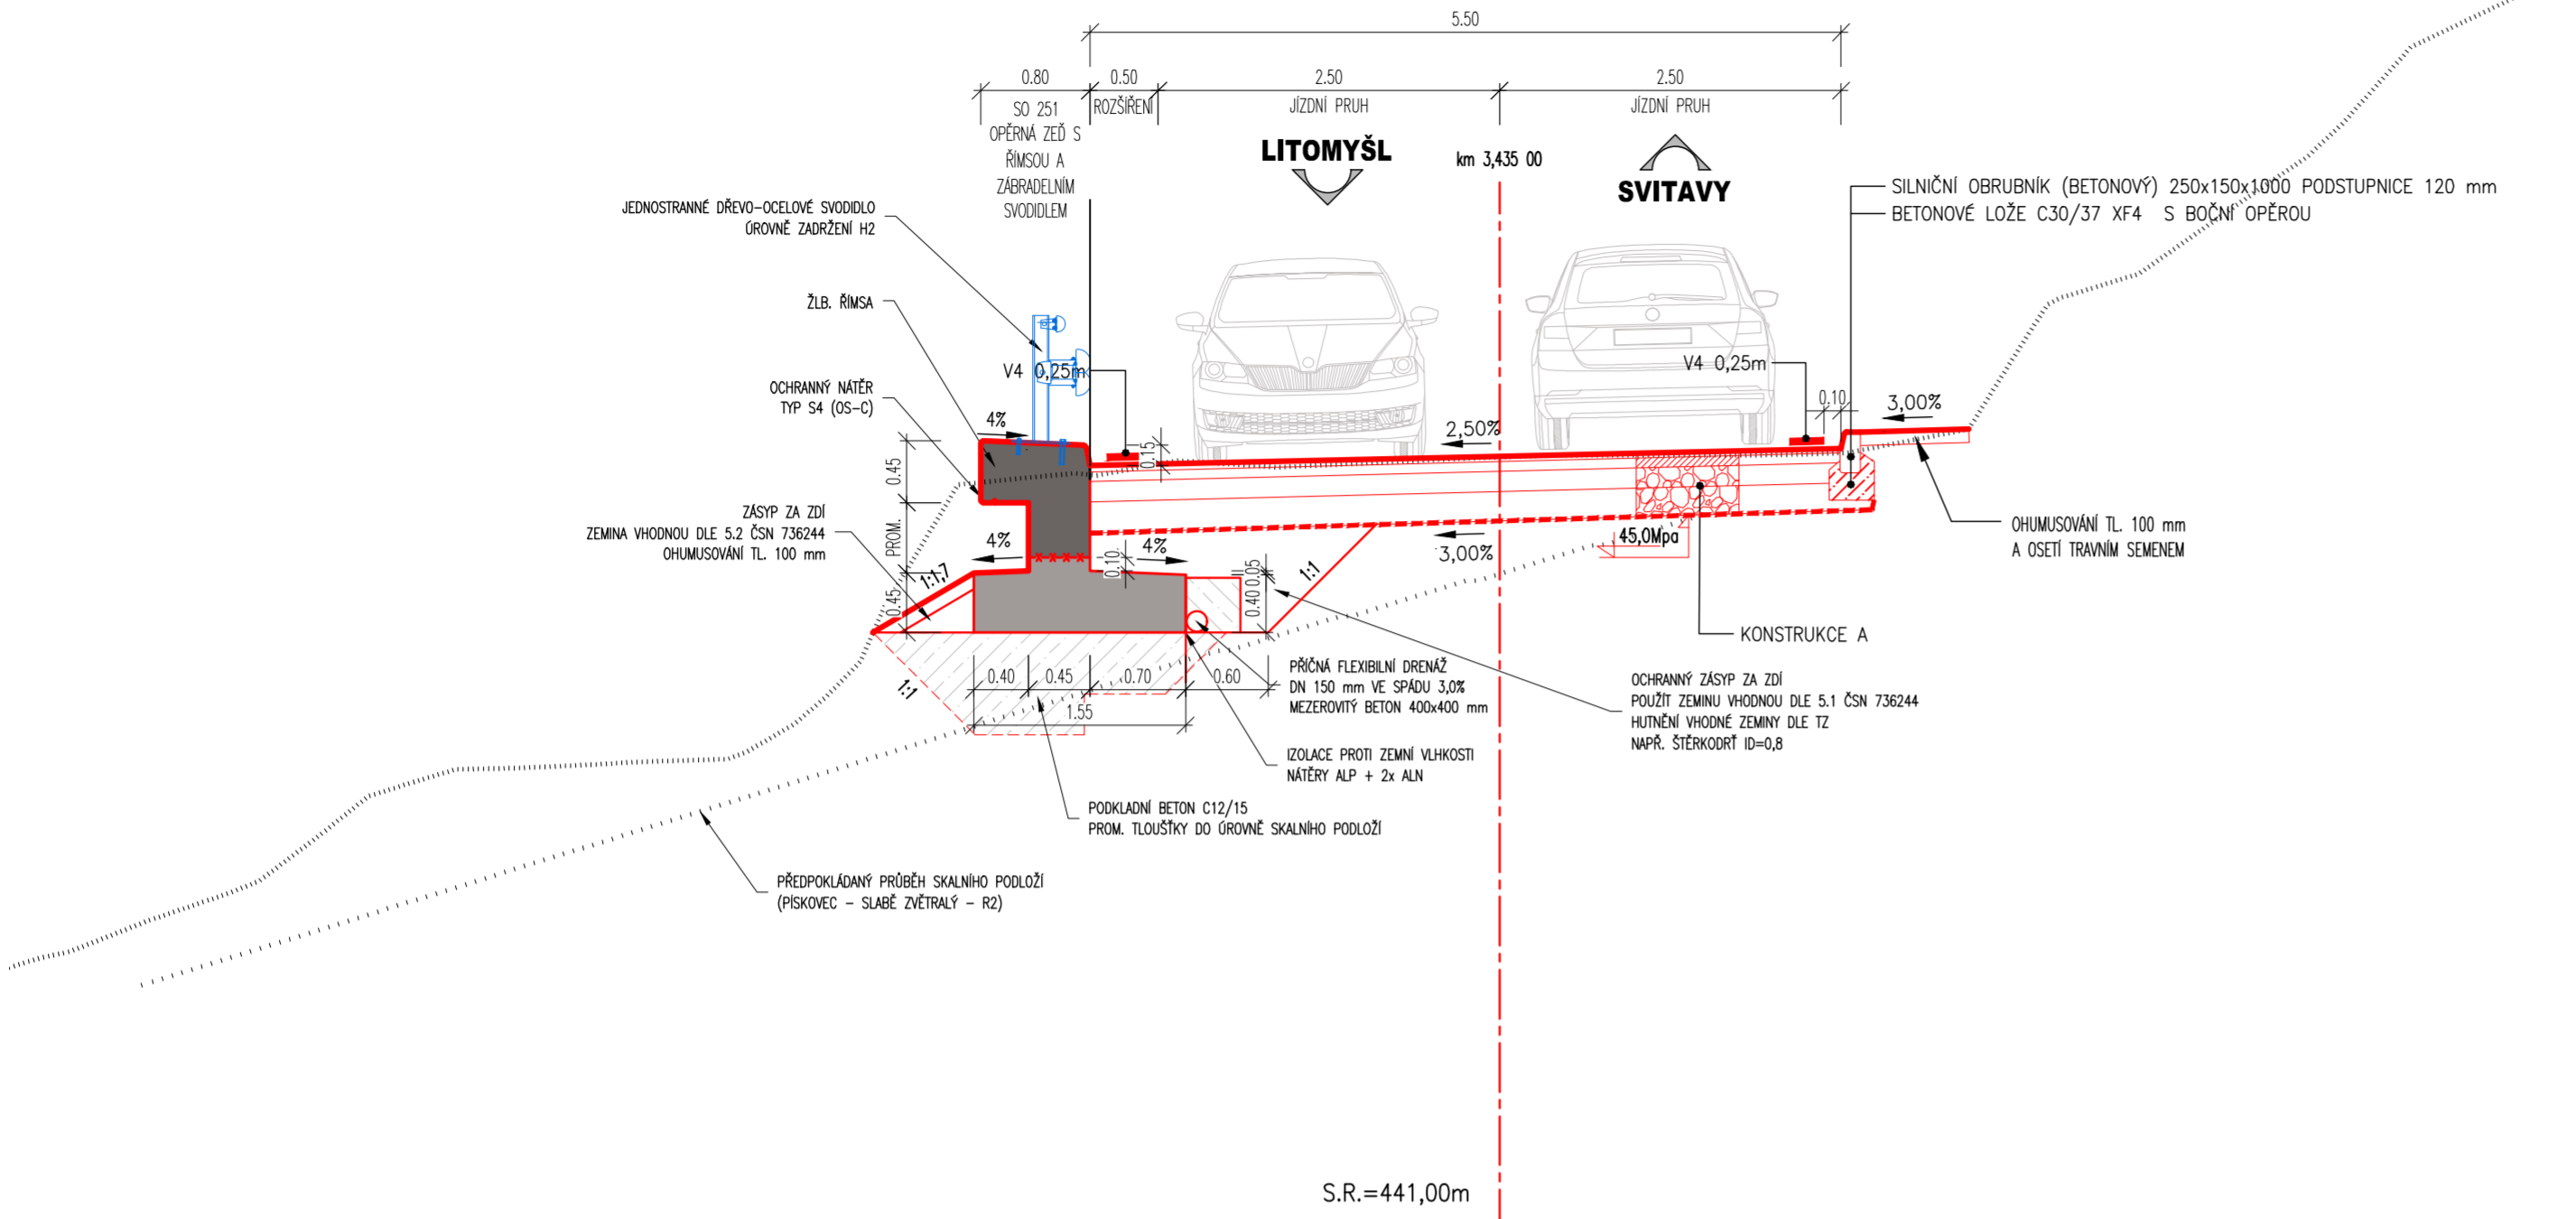 5.50
0.80
0.50
2.50
2.50
SO 251
OPĚRNÁ ZEĎ S
ŘÍMSOU A
ZÁBRADELNÍM
SVODIDLEM
ROZŠÍŘENÍ
JÍZDNÍ PRUH
JÍZDNÍ PRUH
LITOMYŠL
km 3,435 00
SVITAVY
SILNIČNÍ OBRUBNÍK (BETONOVÝ) 250x150x1000 PODSTUPNICE 120 mm
BETONOVÉ LOŽE C30/37 XF4 S BOČNÍ OPĚROU
JEDNOSTRANNÉ DŘEVO-OCELOVÉ SVODIDLO
ÚROVNĚ ZADRŽENÍ H2
ŽLB. ŘÍMSA
V4 0,25m
V4 0,25m
OCHRANNÝ NÁTĚR
TYP S4 (OS-C)
0.10
3,00%
4%
2,50%
0.15
0.45
ZÁSYP ZA ZDÍ
ZEMINA VHODNOU DLE 5.2 ČSN 736244
OHUMUSOVÁNÍ TL. 100 mm
PROM.
4%
4%
0.10
3,00%
45,0Mpa
OHUMUSOVÁNÍ TL. 100 mm
A OSETÍ TRAVNÍM SEMENEM
1:1,7
0.45
0.05
0.40
1:1
KONSTRUKCE A
1:1
0.40
0.45
0.70
0.60
1.55
PŘÍČNÁ FLEXIBILNÍ DRENÁŽ
DN 150 mm VE SPÁDU 3,0%
MEZEROVITÝ BETON 400x400 mm
OCHRANNÝ ZÁSYP ZA ZDÍ
POUŽÍT ZEMINU VHODNOU DLE 5.1 ČSN 736244
HUTNĚNÍ VHODNÉ ZEMINY DLE TZ
NAPŘ. ŠTĚRKODRŤ ID=0,8
IZOLACE PROTI ZEMNÍ VLHKOSTI
NÁTĚRY ALP + 2x ALN
PODKLADNÍ BETON C12/15
PROM. TLOUŠŤKY DO ÚROVNĚ SKALNÍHO PODLOŽÍ
PŘEDPOKLÁDANÝ PRŮBĚH SKALNÍHO PODLOŽÍ
(PÍSKOVEC - SLABĚ ZVĚTRALÝ - R2)
S.R.=441,00m